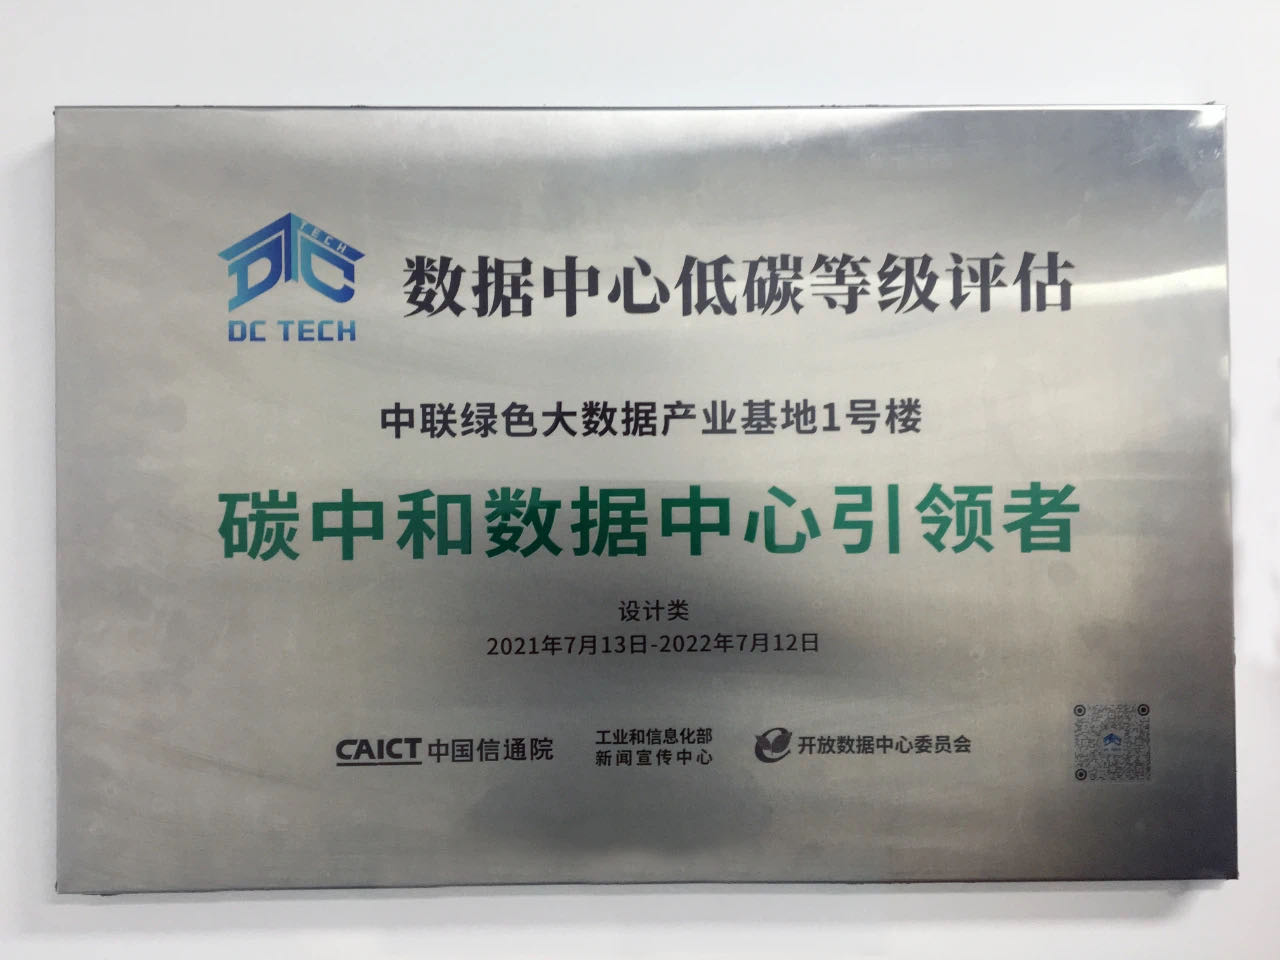 TECH
DTC
DC TECH
数据中心低碳等级评估
中联绿色大数据产业基地1号楼
碳中和数据中心引领者
设计类
2021年7月13日-2022年7月12日
CAICT 中国信通院
工业和信息化部
新闻宣传中心
开放数据中心委员会